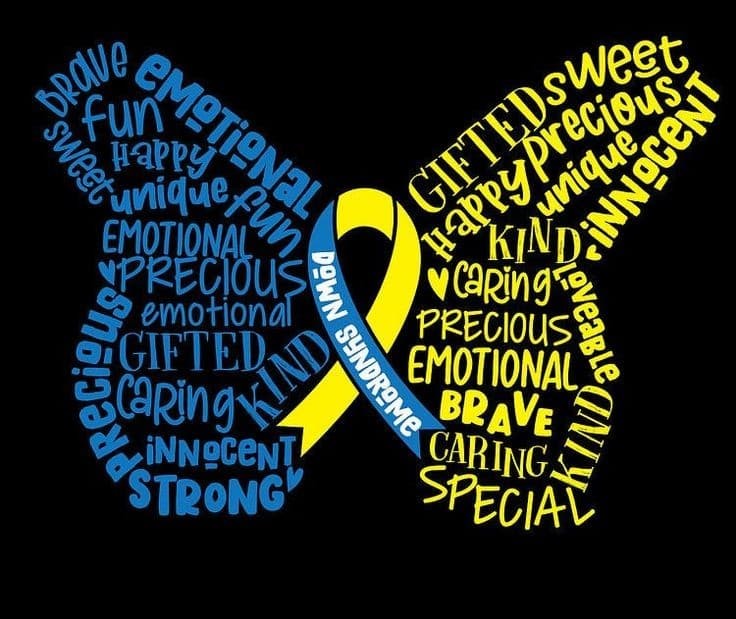 BRAVE
EMOTIONAL
fun
sweet
Happy
unique
fun
EMOTIONAL
PRECIOUS
emotional
PRECIOUS
GIFTED
KIND
caring
INNOCENT
STRONG
DOWN SYNDROME
sweet
GIFTED
precious
Happy
unique
INNOCENT
KIND
caring
LOVEABLE
PRECIOUS
EMOTIONAL
BRAVE
KIND
CARING
SPECIAL